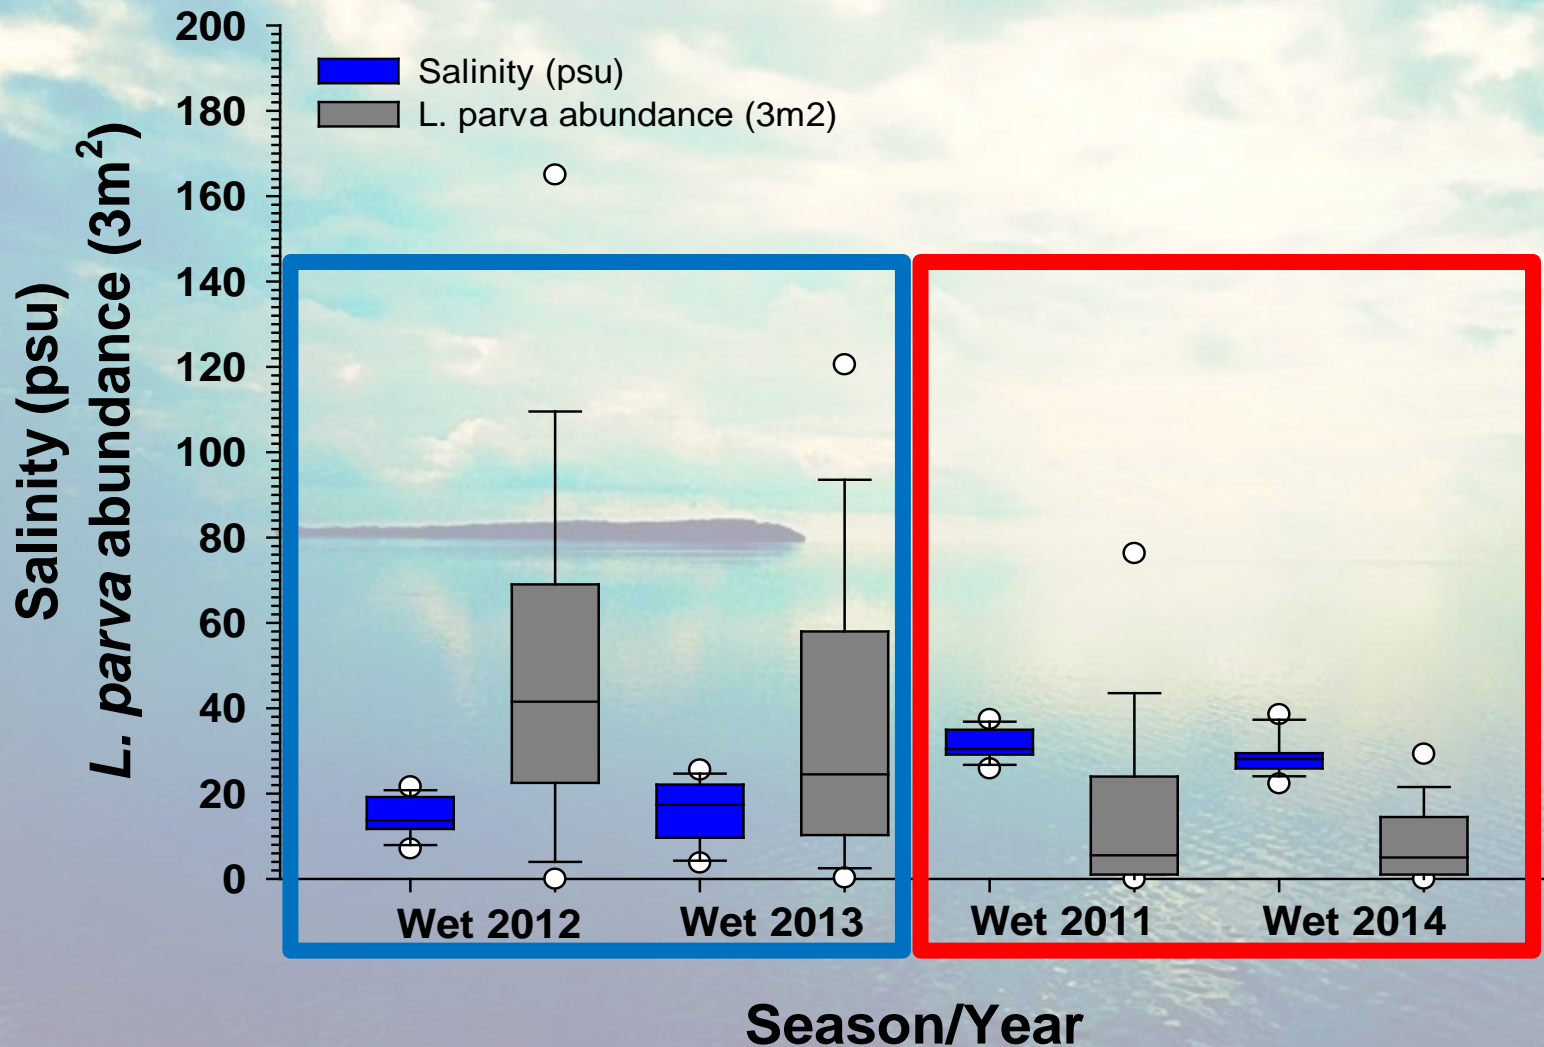 Salinity (psu)
L. parva abundance (3m²)
200
180
160
140
120
100
80
60
40
20
0
Salinity (psu)
L. parva abundance (3m2)
Wet 2012
Wet 2013
Wet 2011
Wet 2014
Season/Year